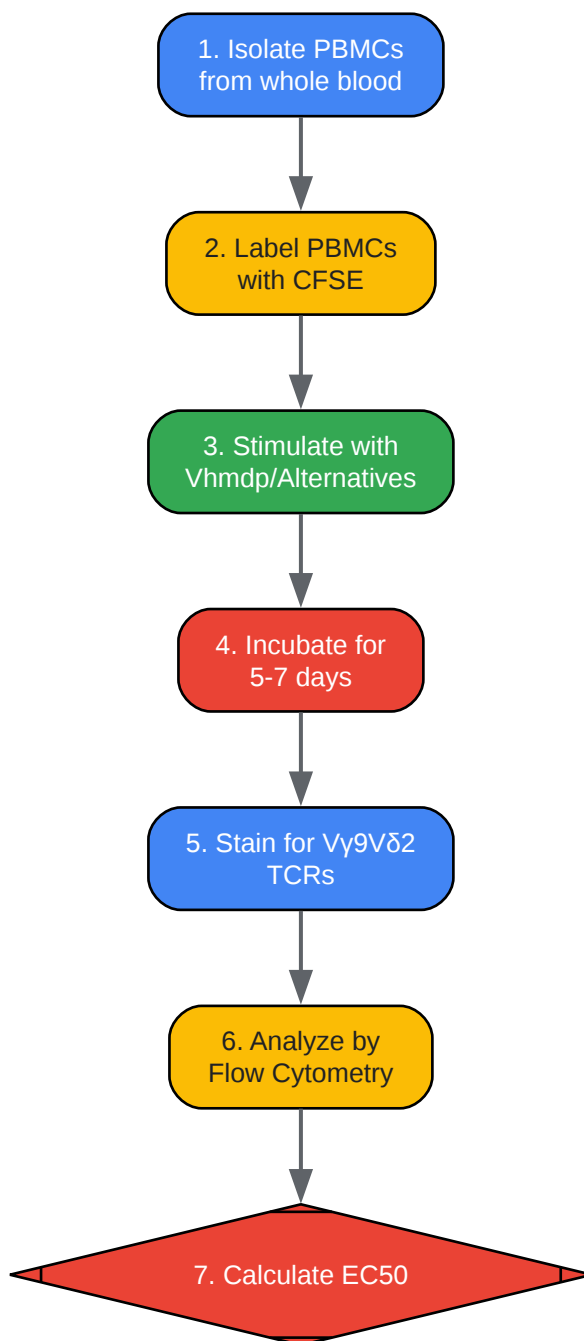 1. Isolate PBMCs
from whole blood
2. Label PBMCs
with CFSE
3. Stimulate with
Vhmdp/Alternatives
4. Incubate for
5-7 days
5. Stain for Vγ9Vδ2
TCRs
6. Analyze by
Flow Cytometry
7. Calculate EC50